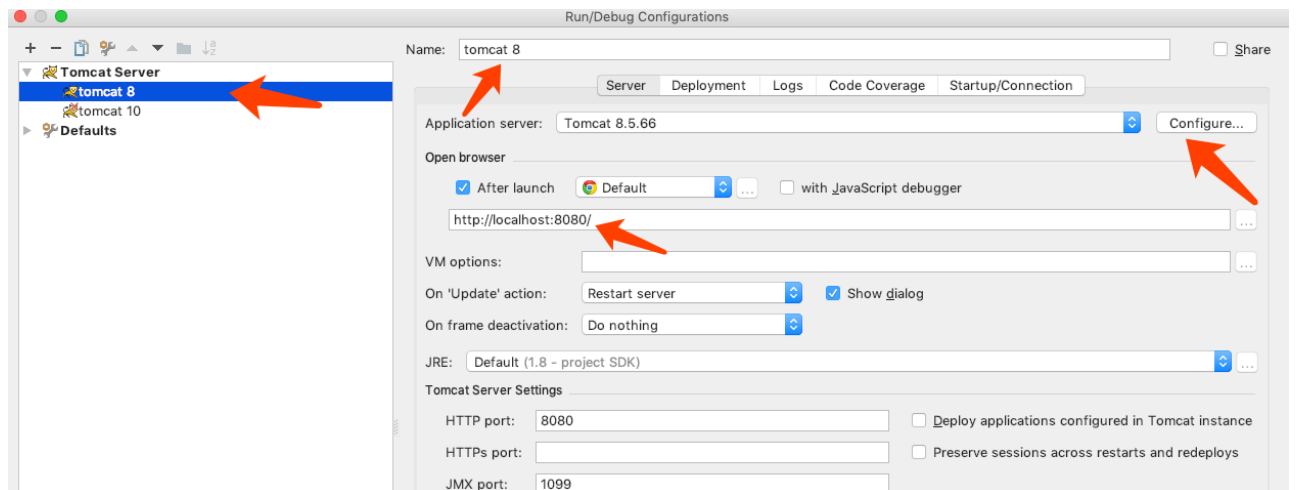 Run/Debug Configurations
Name: tomcat 8 Share
Tomcat Server
tomcat 8
tomcat 10
Defaults
Server Deployment Logs Code Coverage Startup/Connection
Application server: Tomcat 8.5.66 Configure...
Open browser
After launch Default ... with JavaScript debugger
http://localhost:8080/ ...
VM options: ...
On 'Update' action: Restart server Show dialog
On frame deactivation: Do nothing
JRE: Default (1.8 - project SDK) ...
Tomcat Server Settings
HTTP port: 8080 Deploy applications configured in Tomcat instance
HTTPs port: Preserve sessions across restarts and redeploys
JMX port: 1099